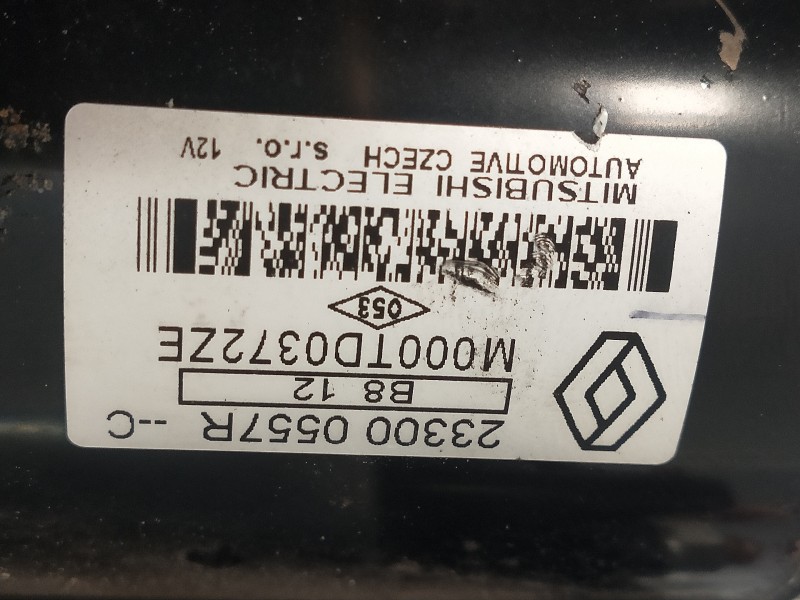 23300 0557R --C
B8 12
M000TD0372ZE
053
MITSUBISHI ELECTRIC
AUTOMOTIVE CZECH s.r.o. 12V